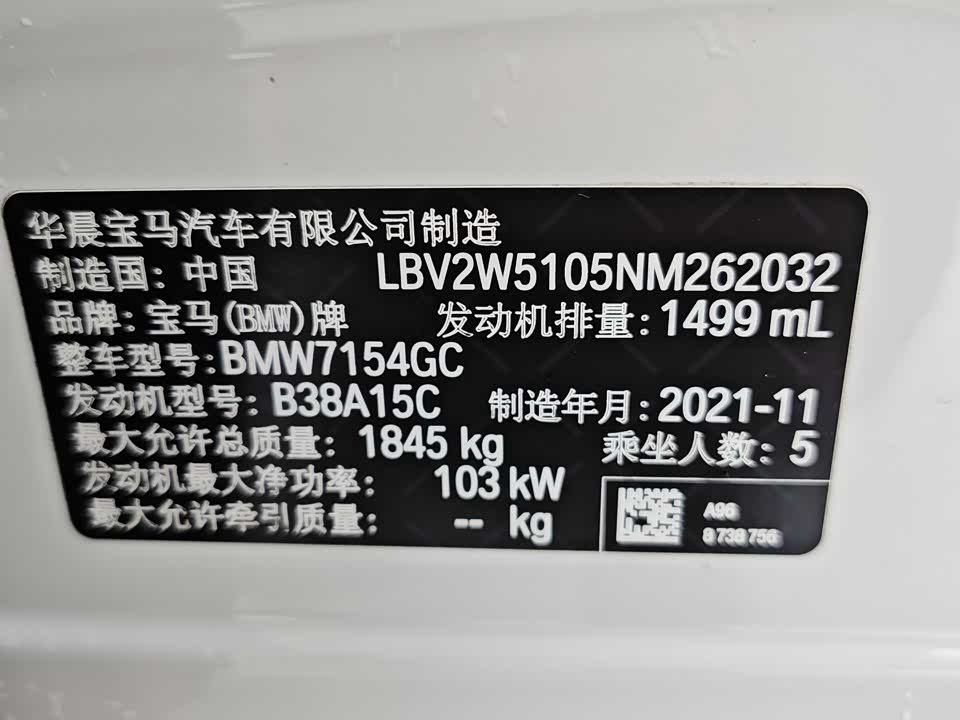 华晨宝马汽车有限公司制造
制造国：中国 LBV2W5105NM262032
品牌：宝马(BMW)牌 发动机排量：1499 mL
整车型号：BMW7154GC
发动机型号：B38A15C 制造年月：2021-11
最大允许总质量：1845 kg 乘坐人数：5
发动机最大净功率： 103 kW
最大允许牵引质量： -- kg
A96
8 738 756